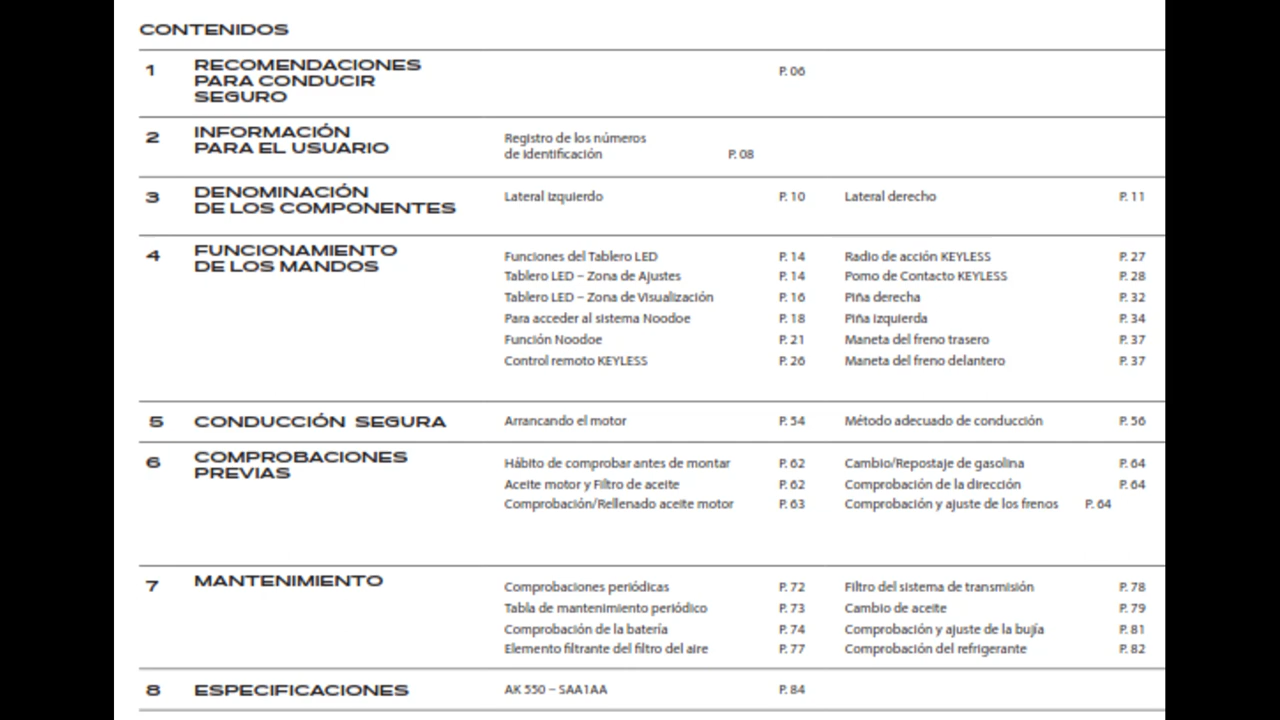 CONTENIDOS
1 RECOMENDACIONES
PARA CONDUCIR
SEGURO
P. 06
2 INFORMACIÓN
PARA EL USUARIO
Registro de los números
de identificación P. 08
3 DENOMINACIÓN
DE LOS COMPONENTES
Lateral izquierdo P. 10 Lateral derecho P. 11
4 FUNCIONAMIENTO
DE LOS MANDOS
Funciones del Tablero LED P. 14 Radio de acción KEYLESS P. 27
Tablero LED – Zona de Ajustes P. 14 Pomo de Contacto KEYLESS P. 28
Tablero LED – Zona de Visualización P. 16 Piña derecha P. 32
Para acceder al sistema Noodoe P. 18 Piña izquierda P. 34
Función Noodoe P. 21 Maneta del freno trasero P. 37
Control remoto KEYLESS P. 26 Maneta del freno delantero P. 37
5 CONDUCCIÓN SEGURA Arrancando el motor P. 54 Método adecuado de conducción P. 56
6 COMPROBACIONES
PREVIAS
Hábito de comprobar antes de montar P. 62 Cambio/Repostaje de gasolina P. 64
Aceite motor y Filtro de aceite P. 62 Comprobación de la dirección P. 64
Comprobación/Rellenado aceite motor P. 63 Comprobación y ajuste de los frenos P. 64
7 MANTENIMIENTO
Comprobaciones periódicas P. 72 Filtro del sistema de transmisión P. 78
Tabla de mantenimiento periódico P. 73 Cambio de aceite P. 79
Comprobación de la batería P. 74 Comprobación y ajuste de la bujía P. 81
Elemento filtrante del filtro del aire P. 77 Comprobación del refrigerante P. 82
8 ESPECIFICACIONES AK 550 – SAA1AA P. 84